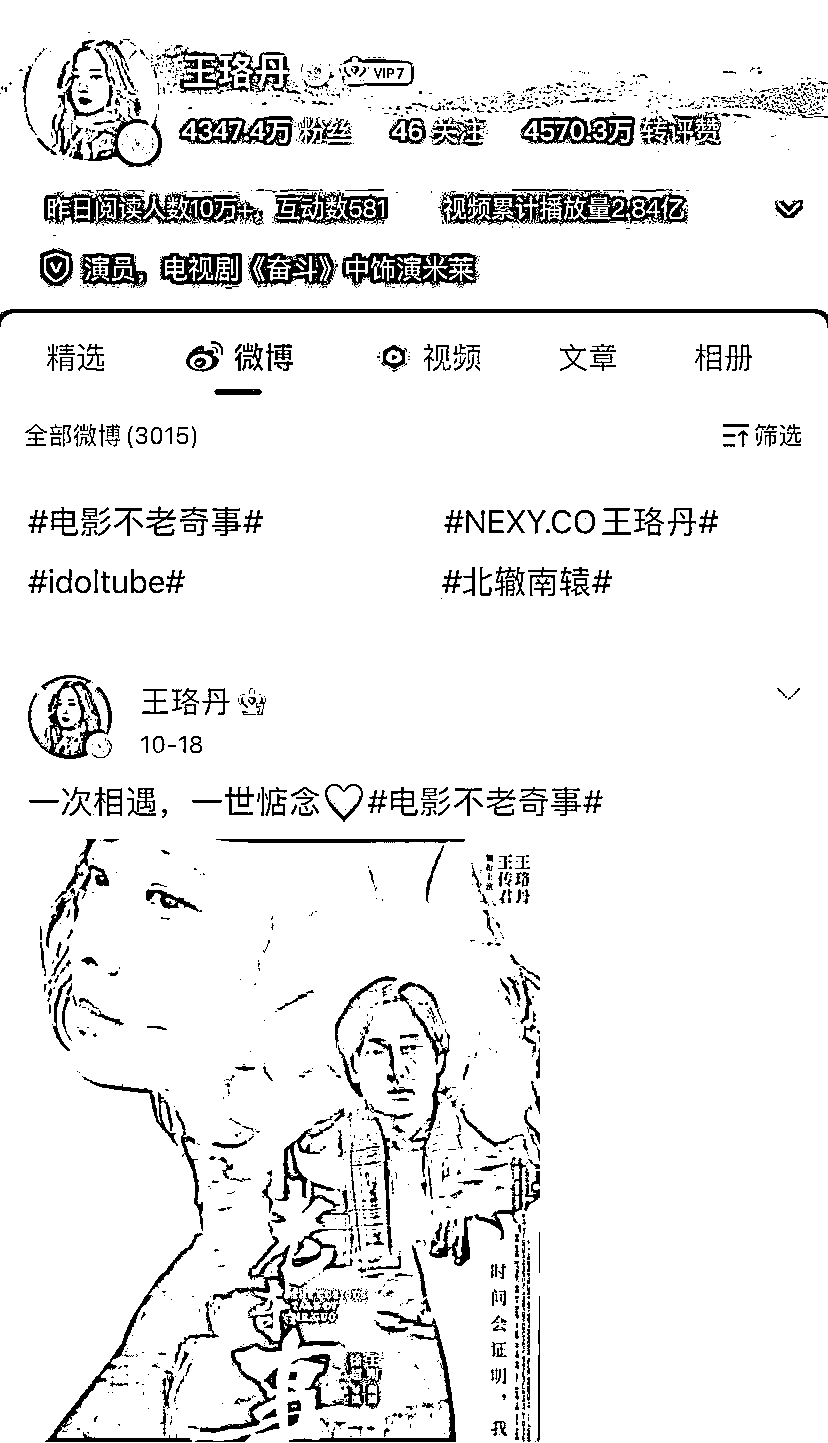 王珞丹 VIP 7
4347.4万 粉丝 46 关注 4570.3万 转评赞
昨日阅读人数10万+，互动数581 视频累计播放量2.84亿
演员，电视剧《奋斗》中饰演米莱
精选 微博 视频 文章 相册
全部微博 (3015) 筛选
#电影不老奇事# #NEXY.CO王珞丹#
#idoltube# #北辙南辕#
王珞丹
10-18
一次相遇，一世惦念♡#电影不老奇事#
王珞丹
王传君
时间会证明，我